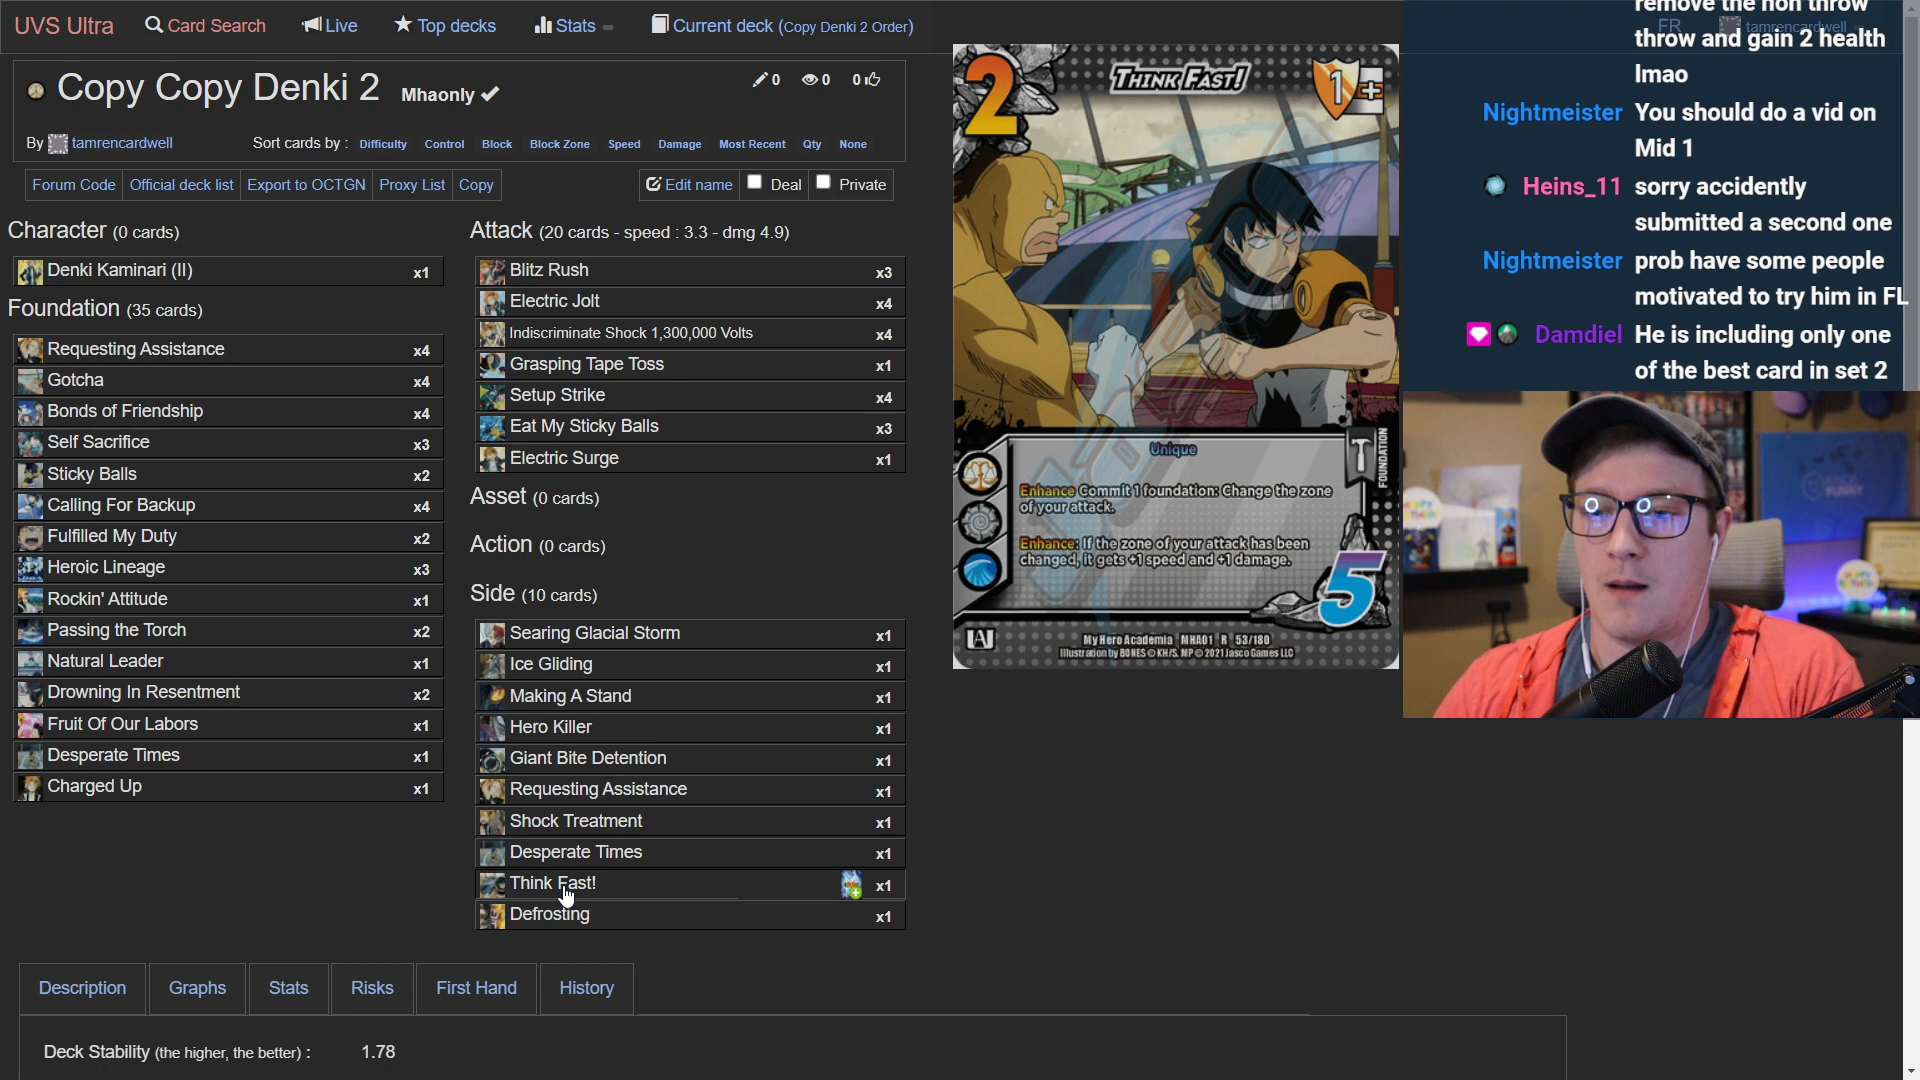 UVS Ultra
Card Search
Live
Top decks
Stats
Current deck (Copy Denki 2 Order)
FR
tamrencardwell
Copy Copy Denki 2
Mhaonly
0
0
0
By tamrencardwell
Sort cards by : Difficulty Control Block Block Zone Speed Damage Most Recent Qty None
Forum Code
Official deck list
Export to OCTGN
Proxy List
Copy
Edit name
Deal
Private
Character (0 cards)
Denki Kaminari (II) x1
Foundation (35 cards)
Requesting Assistance x4
Gotcha x4
Bonds of Friendship x4
Self Sacrifice x3
Sticky Balls x2
Calling For Backup x4
Fulfilled My Duty x2
Heroic Lineage x3
Rockin' Attitude x1
Passing the Torch x2
Natural Leader x1
Drowning In Resentment x2
Fruit Of Our Labors x1
Desperate Times x1
Charged Up x1
Attack (20 cards - speed : 3.3 - dmg 4.9)
Blitz Rush x3
Electric Jolt x4
Indiscriminate Shock 1,300,000 Volts x4
Grasping Tape Toss x1
Setup Strike x4
Eat My Sticky Balls x3
Electric Surge x1
Asset (0 cards)
Action (0 cards)
Side (10 cards)
Searing Glacial Storm x1
Ice Gliding x1
Making A Stand x1
Hero Killer x1
Giant Bite Detention x1
Requesting Assistance x1
Shock Treatment x1
Desperate Times x1
Think Fast! x1
Defrosting x1
Description
Graphs
Stats
Risks
First Hand
History
Deck Stability (the higher, the better) : 1.78
2
THINK FAST!
1+
FOUNDATION
Unique
Enhance Commit 1 foundation: Change the zone
of your attack.
Enhance: If the zone of your attack has been
changed, it gets +1 speed and +1 damage.
5
My Hero Academia MHA01 R 53/180
Illustration by BONES © KH/S, MP © 2021 Jasco Games LLC
remove the non throw
throw and gain 2 health
lmao
Nightmeister You should do a vid on
Mid 1
Heins_11 sorry accidently
submitted a second one
Nightmeister prob have some people
motivated to try him in FL
Damdiel He is including only one
of the best card in set 2